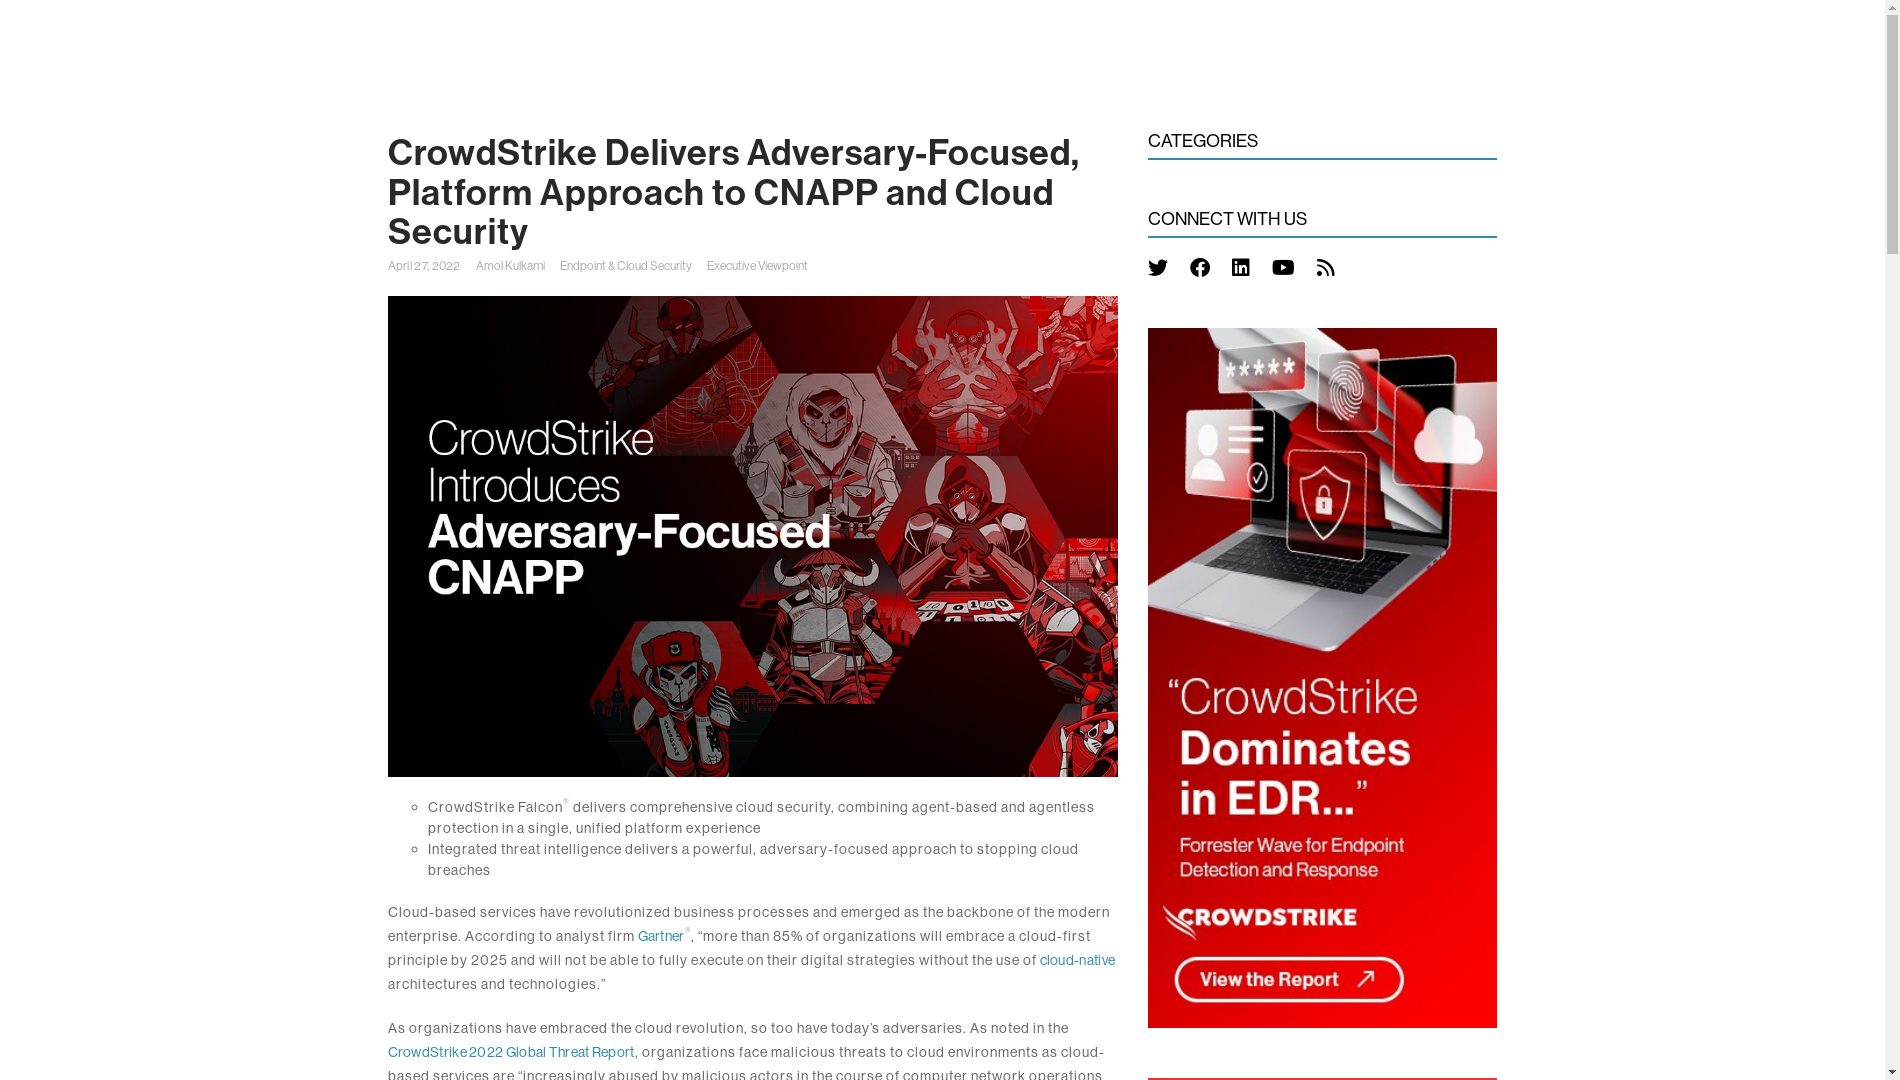 CrowdStrike Delivers Adversary-Focused,
Platform Approach to CNAPP and Cloud
Security
April 27, 2022 Amol Kulkarni Endpoint & Cloud Security Executive Viewpoint
CrowdStrike
Introduces
Adversary-Focused
CNAPP
CrowdStrike Falcon® delivers comprehensive cloud security, combining agent-based and agentless
protection in a single, unified platform experience
Integrated threat intelligence delivers a powerful, adversary-focused approach to stopping cloud
breaches
Cloud-based services have revolutionized business processes and emerged as the backbone of the modern
enterprise. According to analyst firm Gartner®, “more than 85% of organizations will embrace a cloud-first
principle by 2025 and will not be able to fully execute on their digital strategies without the use of cloud-native
architectures and technologies.”
As organizations have embraced the cloud revolution, so too have today’s adversaries. As noted in the
CrowdStrike 2022 Global Threat Report, organizations face malicious threats to cloud environments as cloud-
based services are “increasingly abused by malicious actors in the course of computer network operations
CATEGORIES
CONNECT WITH US
*****
“CrowdStrike
Dominates
in EDR...”
Forrester Wave for Endpoint
Detection and Response
CROWDSTRIKE
View the Report